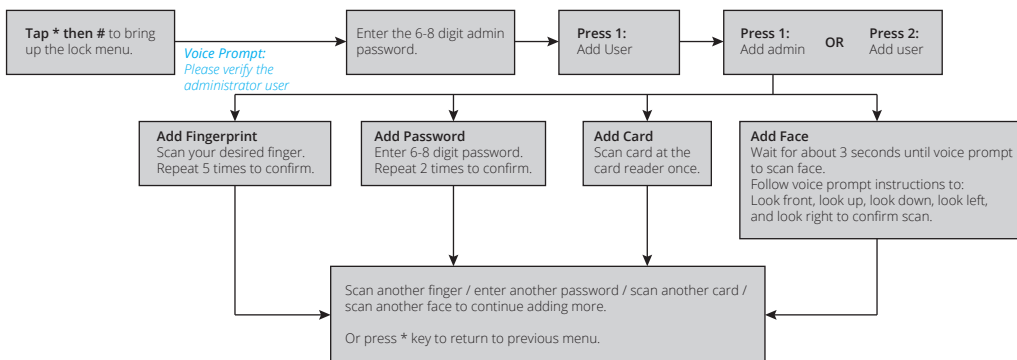 Tap * then # to bring
up the lock menu.
Voice Prompt:
Please verify the
administrator user
Enter the 6-8 digit admin
password.
Press 1:
Add User
Press 1:
Add admin
OR
Press 2:
Add user
Add Fingerprint
Scan your desired finger.
Repeat 5 times to confirm.
Add Password
Enter 6-8 digit password.
Repeat 2 times to confirm.
Add Card
Scan card at the
card reader once.
Add Face
Wait for about 3 seconds until voice prompt
to scan face.
Follow voice prompt instructions to:
Look front, look up, look down, look left,
and look right to confirm scan.
Scan another finger / enter another password / scan another card /
scan another face to continue adding more.
Or press * key to return to previous menu.